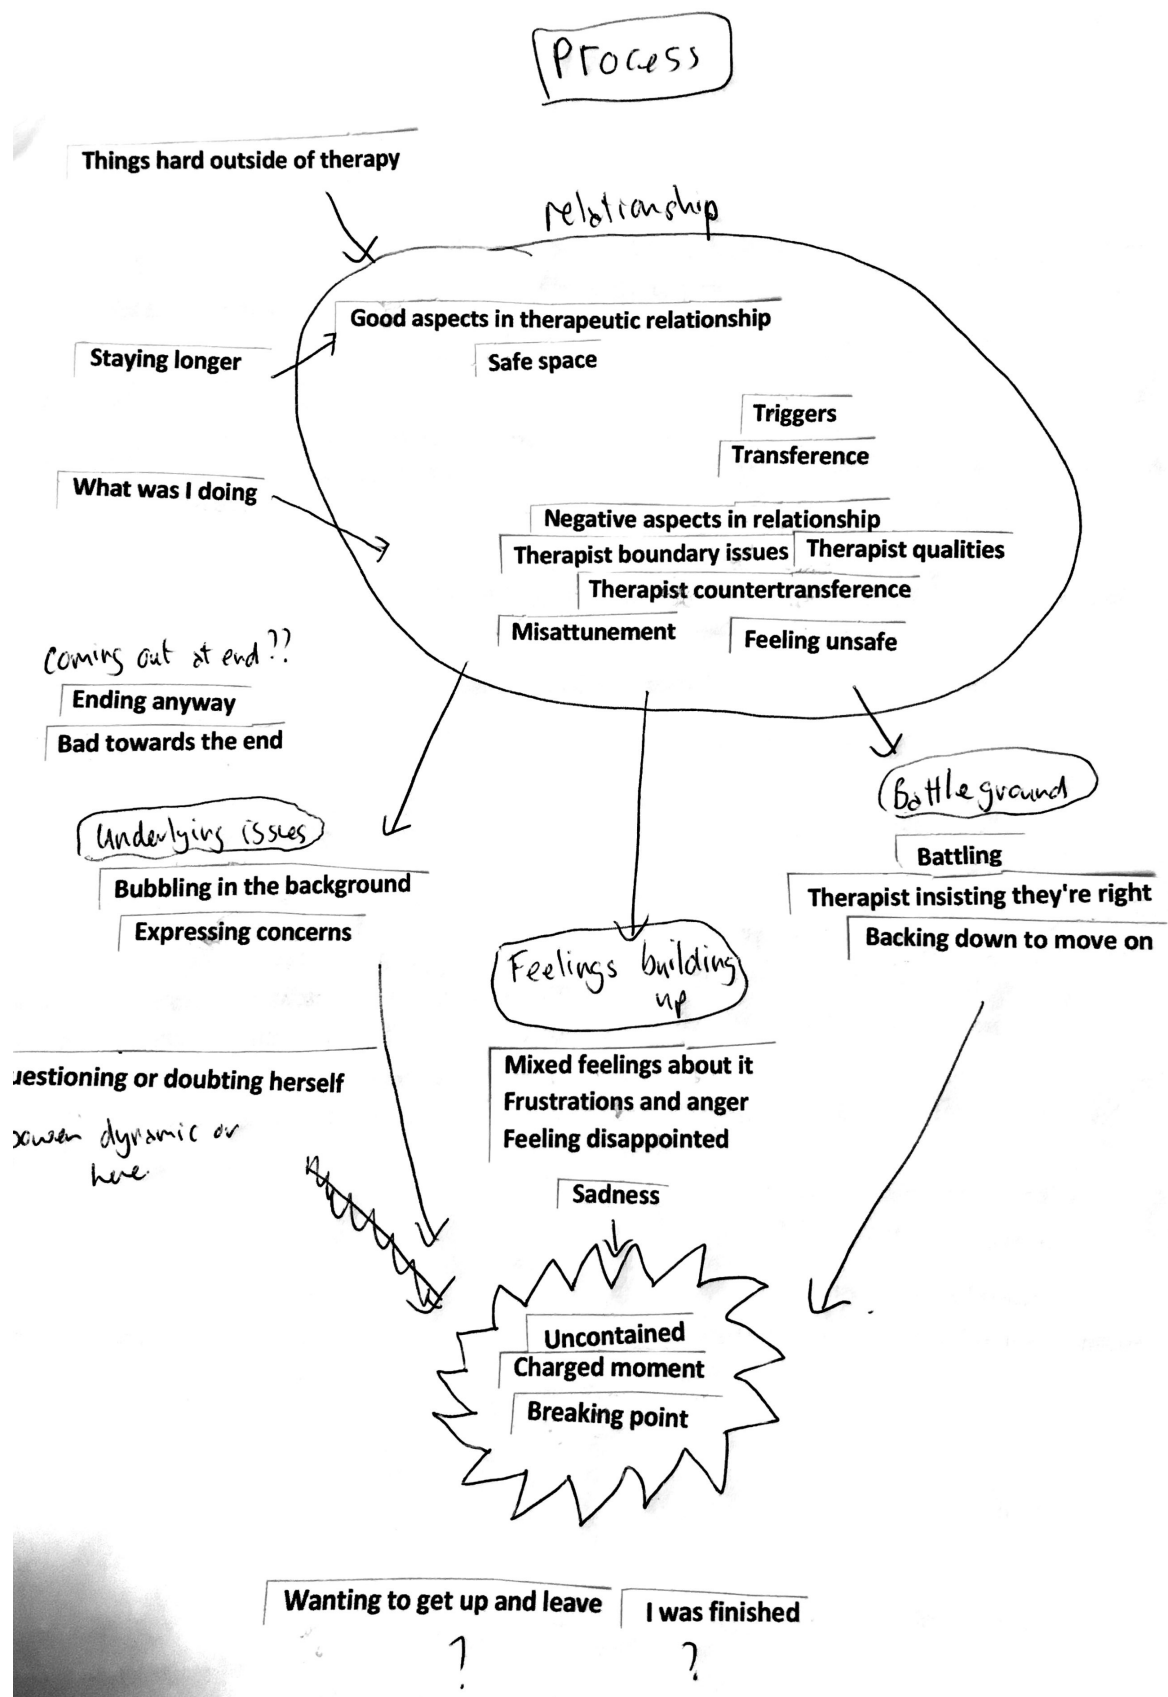 Process
Things hard outside of therapy
relationship
Good aspects in therapeutic relationship
Staying longer
Safe space
Triggers
Transference
What was I doing
Negative aspects in relationship
Therapist boundary issues
Therapist qualities
Therapist countertransference
Misattunement
Feeling unsafe
Coming out at end??
Ending anyway
Bad towards the end
Battleground
Underlying issues
Battling
Bubbling in the background
Therapist insisting they're right
Expressing concerns
Backing down to move on
Feelings building
up
Mixed feelings about it
uestioning or doubting herself
Frustrations and anger
dynamic or
Feeling disappointed
here.
Sadness
Uncontained
Charged moment
Breaking point
Wanting to get up and leave
I was finished
?
?